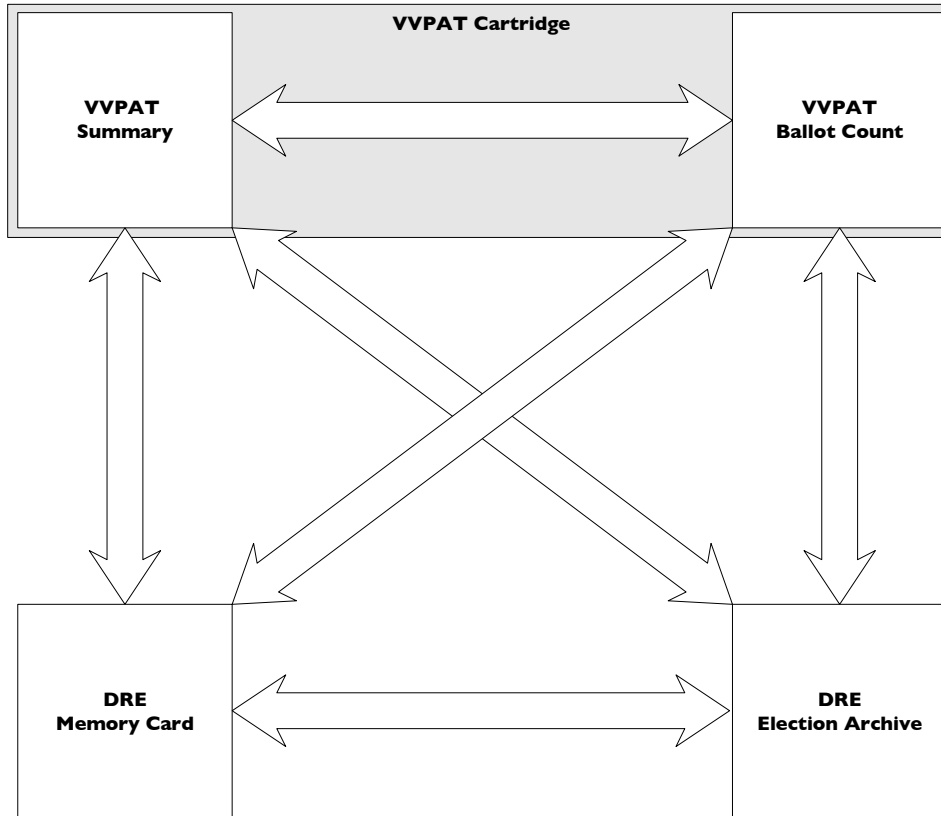 VVPAT Cartridge
VVPAT
Summary
VVPAT
Ballot Count
DRE
Memory Card
DRE
Election Archive